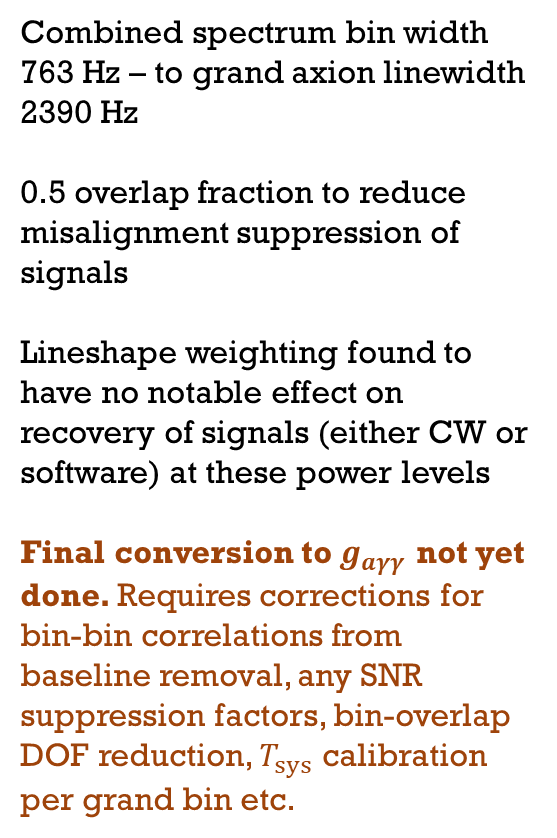 Combined spectrum bin width
763 Hz – to grand axion linewidth
2390 Hz
0.5 overlap fraction to reduce
misalignment suppression of
signals
Lineshape weighting found to
have no notable effect on
recovery of signals (either CW or
software) at these power levels
Final conversion to gₐᵧᵧ not yet
done. Requires corrections for
bin-bin correlations from
baseline removal, any SNR
suppression factors, bin-overlap
DOF reduction, T_sys calibration
per grand bin etc.